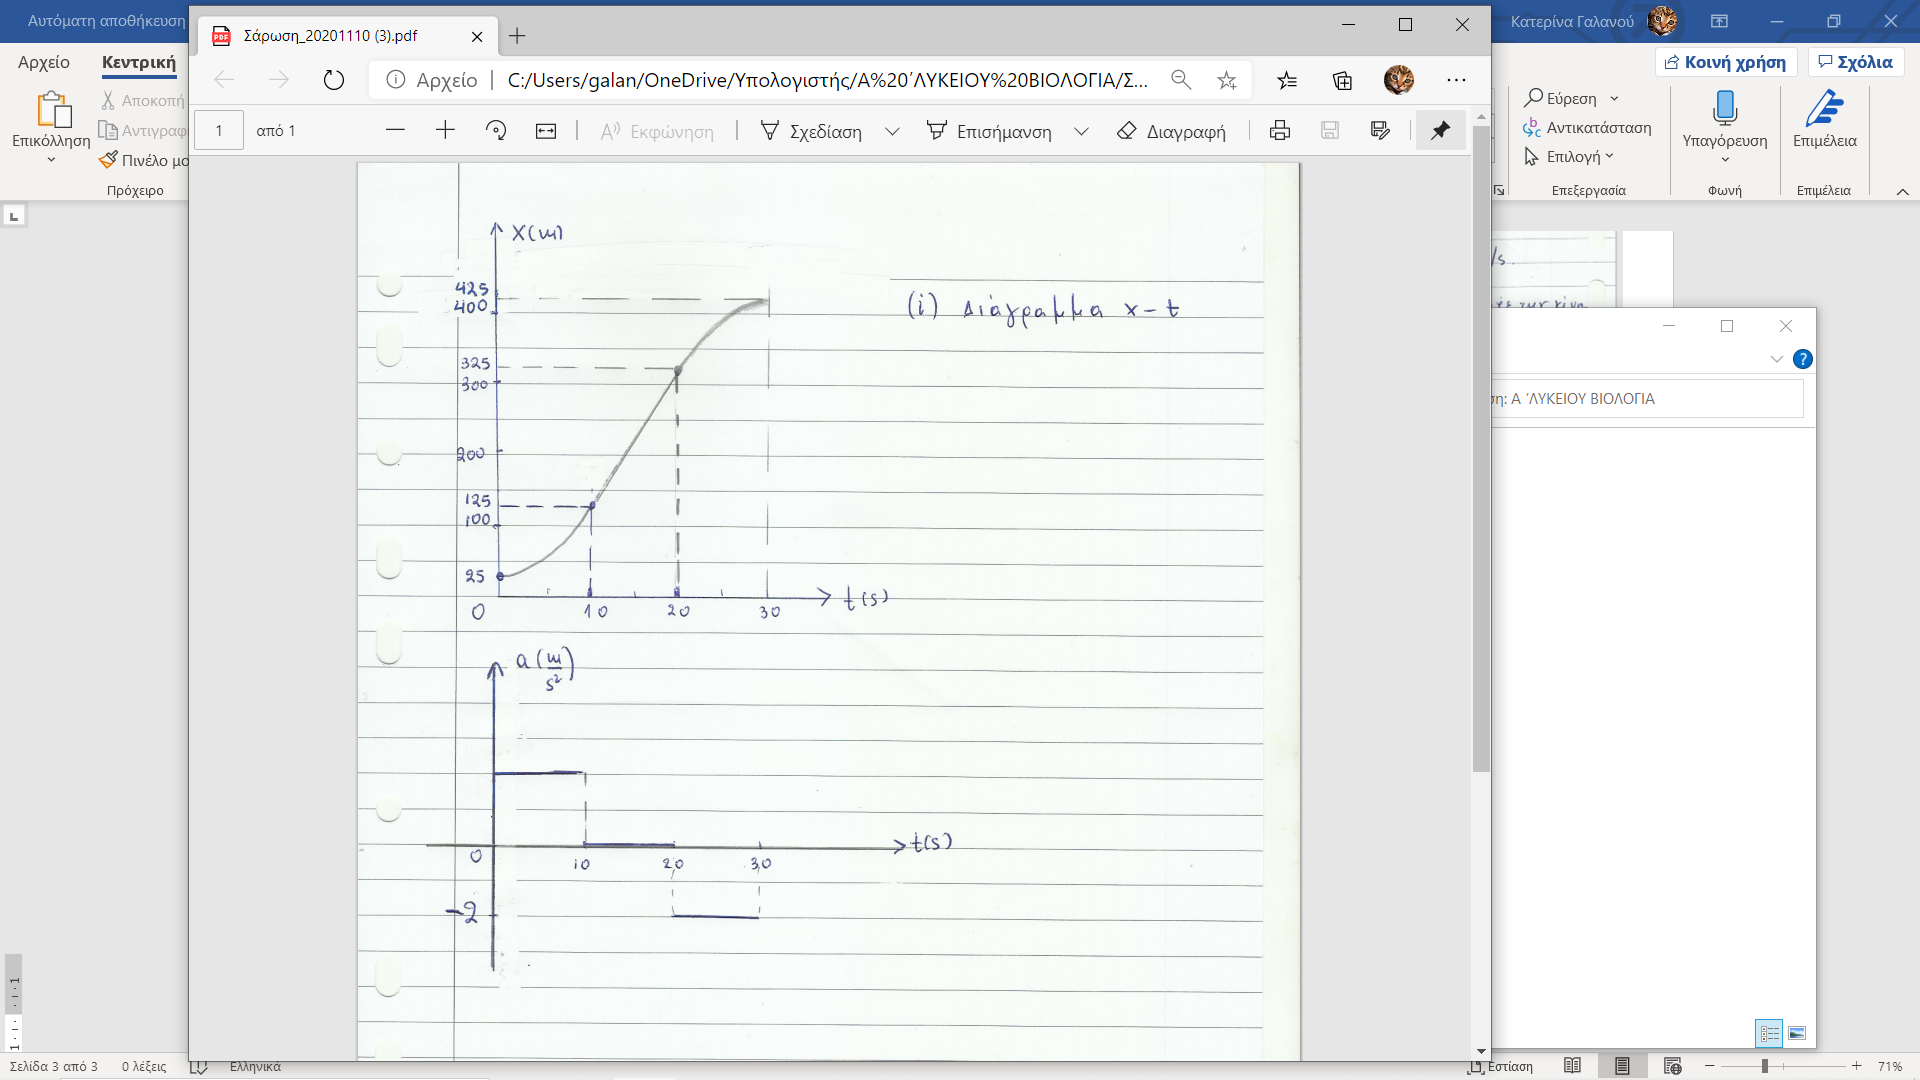 Αυτόματη αποθήκευση
Κατερίνα Γαλανού
Αρχείο
Κεντρική
Κοινή χρήση
Σχόλια
Επικόλληση
Αποκοπή
Αντιγραφ
Πινέλο μο
Πρόχειρο
Εύρεση
Αντικατάσταση
Επιλογή
Επεξεργασία
Υπαγόρευση
Φωνή
Επιμέλεια
Επιμέλεια
Σάρωση_20201110 (3).pdf
Αρχείο
C:/Users/galan/OneDrive/Υπολογιστής/Α%20΄ΛΥΚΕΙΟΥ%20ΒΙΟΛΟΓΙΑ/Σ...
1
από 1
Εκφώνηση
Σχεδίαση
Επισήμανση
Διαγραφή
x(m)
425
400
325
300
200
125
100
25
0
10
20
30
t(s)
(i) Διάγραμμα x-t
a (m/s²)
0
10
20
30
t(s)
-2
/s.
ση: Α ΄ΛΥΚΕΙΟΥ ΒΙΟΛΟΓΙΑ
Σελίδα 3 από 3
0 λέξεις
Ελληνικά
Εστίαση
71%